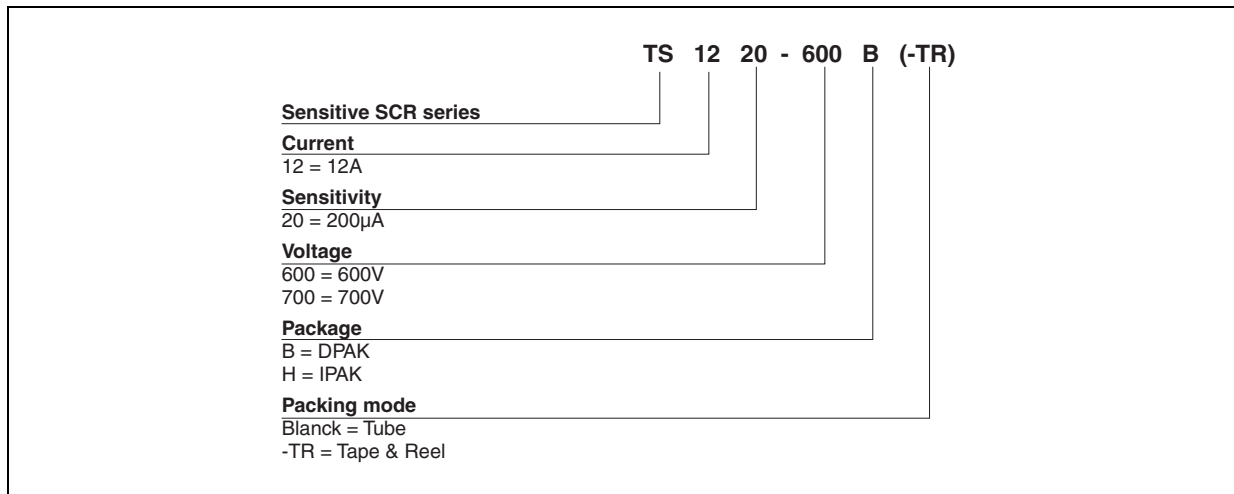 TS 12 20 - 600 B (-TR)
Sensitive SCR series
Current
12 = 12A
Sensitivity
20 = 200µA
Voltage
600 = 600V
700 = 700V
Package
B = DPAK
H = IPAK
Packing mode
Blanck = Tube
-TR = Tape & Reel